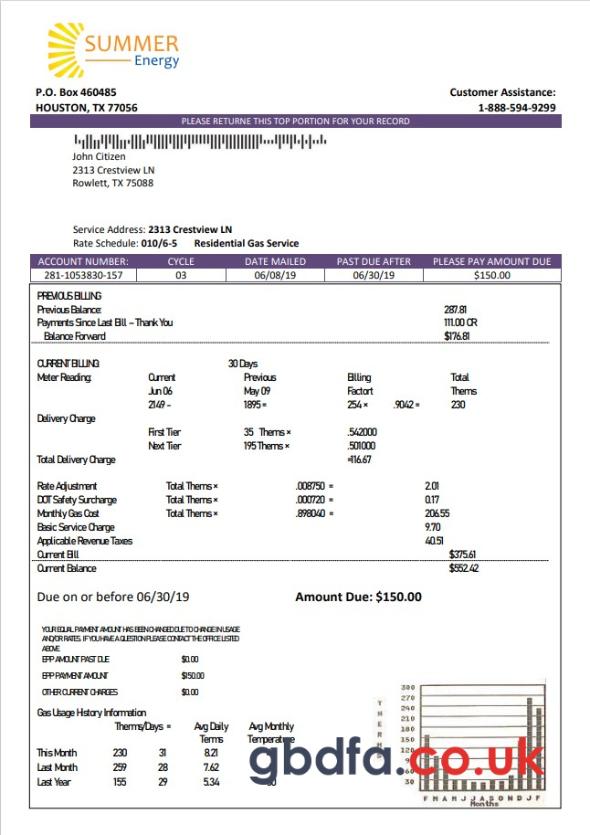 SUMMER
Energy
P.O. Box 460485
HOUSTON, TX 77056
Customer Assistance:
1-888-594-9299
PLEASE RETURNE THIS TOP PORTION FOR YOUR RECORD
John Citizen
2313 Crestview LN
Rowlett, TX 75088
Service Address: 2313 Crestview LN
Rate Schedule: 010/6-5 Residential Gas Service
ACCOUNT NUMBER: CYCLE DATE MAILED PAST DUE AFTER PLEASE PAY AMOUNT DUE
281-1053830-157 03 06/08/19 06/30/19 $150.00
PREVIOUS BILLING
Previous Balance: 287.81
Payments Since Last Bill – Thank You 111.00 CR
Balance Forward $176.81
CURRENT BILLING 30 Days
Meter Reading: Current Previous Billing Total
Jun 06 May 09 Factort Thems
2149 – 1895 = 254 × .9042 = 230
Delivery Charge
First Tier 35 Thems × .542000
Next Tier 195 Thems × .501000
Total Delivery Charge =116.67
Rate Adjustment Total Thems × .008750 = 2.01
DOT Safety Surcharge Total Thems × .000720 = 0.17
Monthly Gas Cost Total Thems × .898040 = 206.55
Basic Service Charge 9.70
Applicable Revenue Taxes 40.51
Current Bill $375.61
Current Balance $552.42
Due on or before 06/30/19 Amount Due: $150.00
YOUR EQUAL PAYMENT AMOUNT HAS BEEN CHANGED DUE TO CHANGE IN USAGE
AND/OR RATES. IF YOU HAVE A QUESTION PLEASE CONTACT THE OFFICE LISTED
ABOVE.
EPP AMOUNT PAST DUE $0.00
EPP PAYMENT AMOUNT $150.00
OTHER CURRENT CHARGES $0.00
Gas Usage History Information
Therms/Days = Avg Daily Avg Monthly
Terms Temperature
This Month 230 31 8.21
Last Month 259 28 7.62
Last Year 155 29 5.34
gbdfa.co.uk
THERM
300
270
240
210
180
150
120
30
F M A M J J A S O N D J F
Months